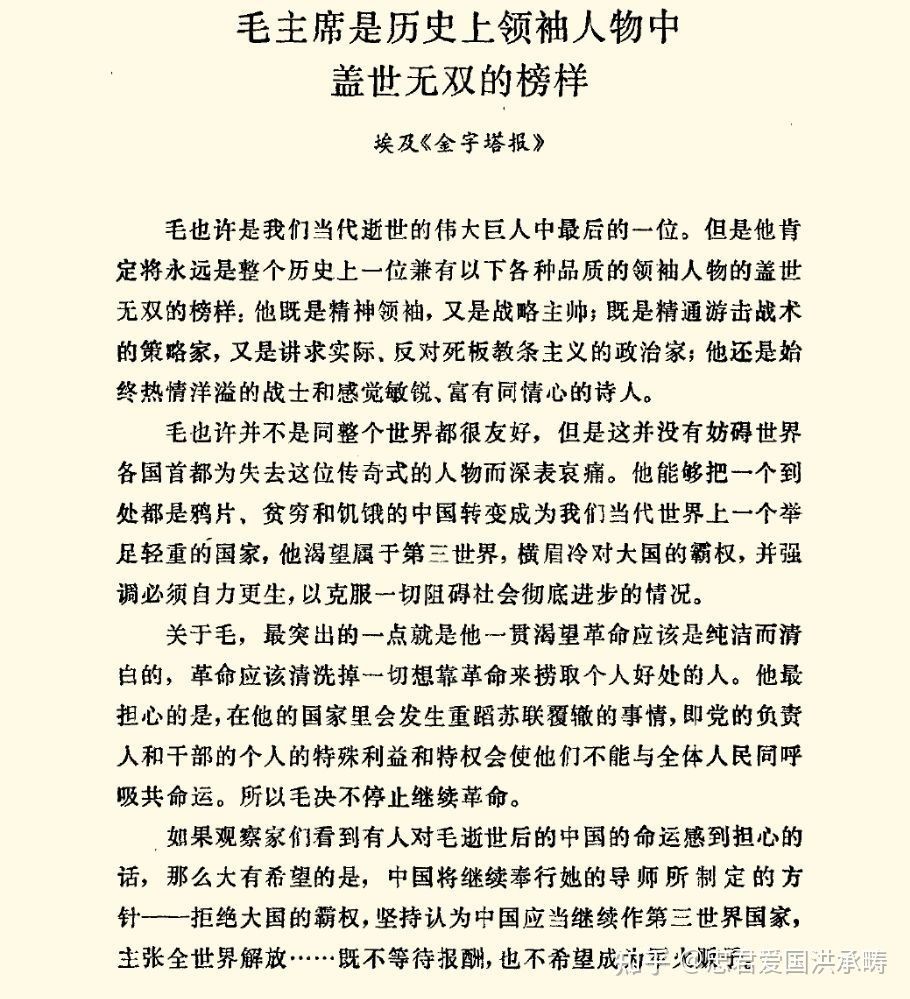 毛主席是历史上领袖人物中
盖世无双的榜样
埃及《金字塔报》
毛也许是我们当代逝世的伟大巨人中最后的一位。但是他肯
定将永远是整个历史上一位兼有以下各种品质的领袖人物的盖世
无双的榜样：他既是精神领袖，又是战略主帅；既是精通游击战术
的策略家，又是讲求实际、反对死板教条主义的政治家；他还是始
终热情洋溢的战士和感觉敏锐、富有同情心的诗人。
毛也许并不是同整个世界都很友好，但是这并没有妨碍世界
各国首都为失去这位传奇式的人物而深表哀痛。他能够把一个到
处都是鸦片、贫穷和饥饿的中国转变成为我们当代世界上一个举
足轻重的国家，他渴望属于第三世界，横眉冷对大国的霸权，并强
调必须自力更生，以克服一切阻碍社会彻底进步的情况。
关于毛，最突出的一点就是他一贯渴望革命应该是纯洁而清
白的，革命应该清洗掉一切想靠革命来捞取个人好处的人。他最
担心的是，在他的国家里会发生重蹈苏联覆辙的事情，即党的负责
人和干部的个人的特殊利益和特权会使他们不能与全体人民同呼
吸共命运。所以毛决不停止继续革命。
如果观察家们看到有人对毛逝世后的中国的命运感到担心的
话，那么大有希望的是，中国将继续奉行她的导师所制定的方
针——拒绝大国的霸权，坚持认为中国应当继续作第三世界国家，
主张全世界解放……既不等待报酬，也不希望成为军火贩子。
知乎 @忠君爱国洪承畴